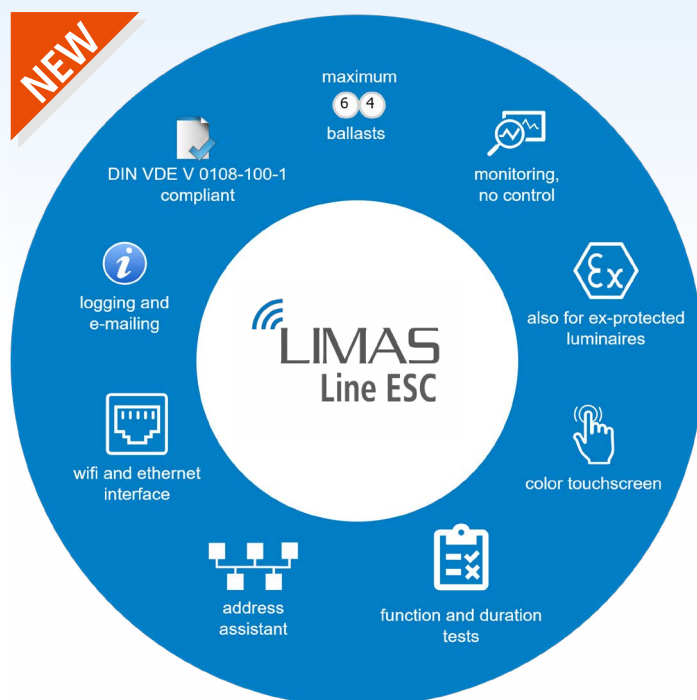 NEW
maximum
6 4
ballasts
monitoring,
no control
Ex
also for ex-protected
luminaires
color touchscreen
function and duration
tests
address
assistant
wifi and ethernet
interface
i
logging and
e-mailing
DIN VDE V 0108-100-1
compliant
LIMAS
Line ESC